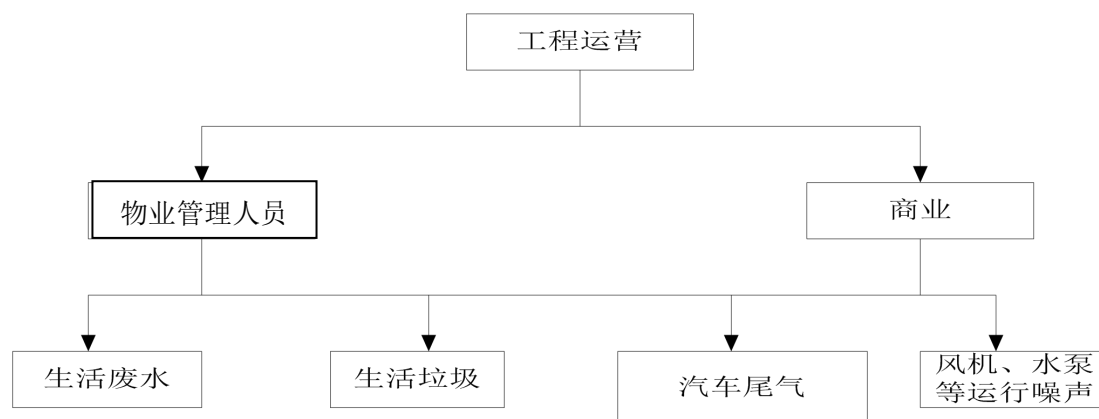 工程运营
物业管理人员
商业
生活废水
生活垃圾
汽车尾气
风机、水泵
等运行噪声